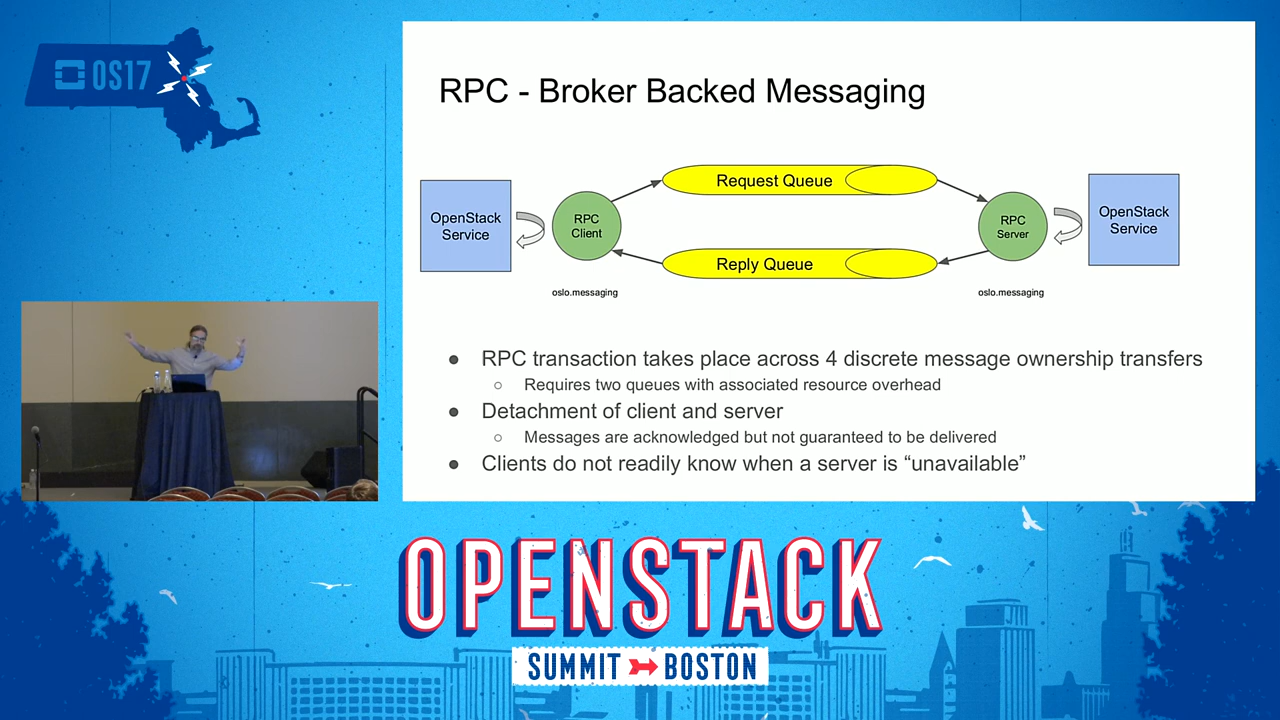 OS17
RPC - Broker Backed Messaging
OpenStack
Service
RPC
Client
Request Queue
Reply Queue
RPC
Server
OpenStack
Service
oslo.messaging
oslo.messaging
● RPC transaction takes place across 4 discrete message ownership transfers
○ Requires two queues with associated resource overhead
● Detachment of client and server
○ Messages are acknowledged but not guaranteed to be delivered
● Clients do not readily know when a server is “unavailable”
OPENSTACK
SUMMIT BOSTON